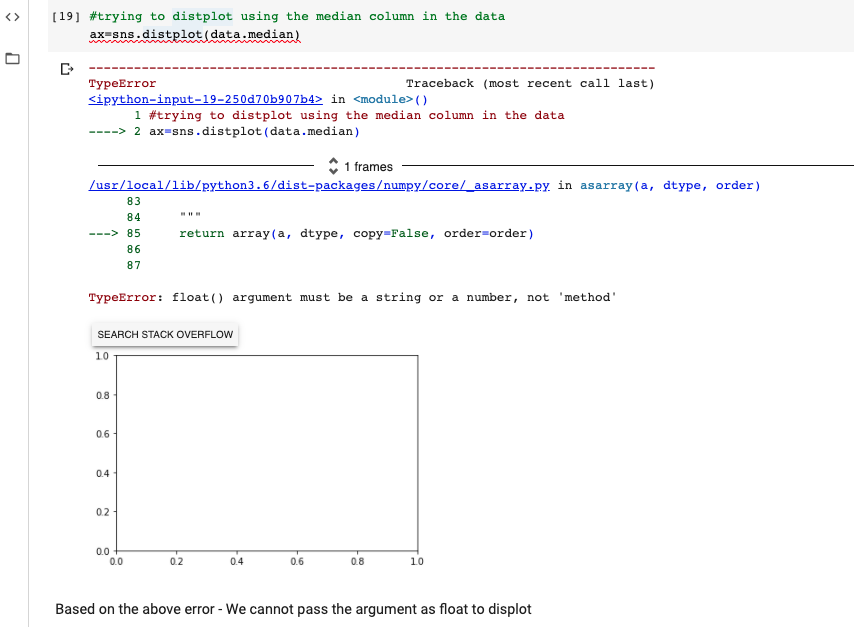 [19] #trying to distplot using the median column in the data
ax=sns.distplot(data.median)
---------------------------------------------------------------------------
TypeError Traceback (most recent call last)
<ipython-input-19-250d70b907b4> in <module>()
1 #trying to distplot using the median column in the data
----> 2 ax=sns.distplot(data.median)
1 frames
/usr/local/lib/python3.6/dist-packages/numpy/core/_asarray.py in asarray(a, dtype, order)
83
84 """
---> 85 return array(a, dtype, copy=False, order=order)
86
87
TypeError: float() argument must be a string or a number, not 'method'
SEARCH STACK OVERFLOW
1.0
0.8
0.6
0.4
0.2
0.0
0.0 0.2 0.4 0.6 0.8 1.0
Based on the above error - We cannot pass the argument as float to displot